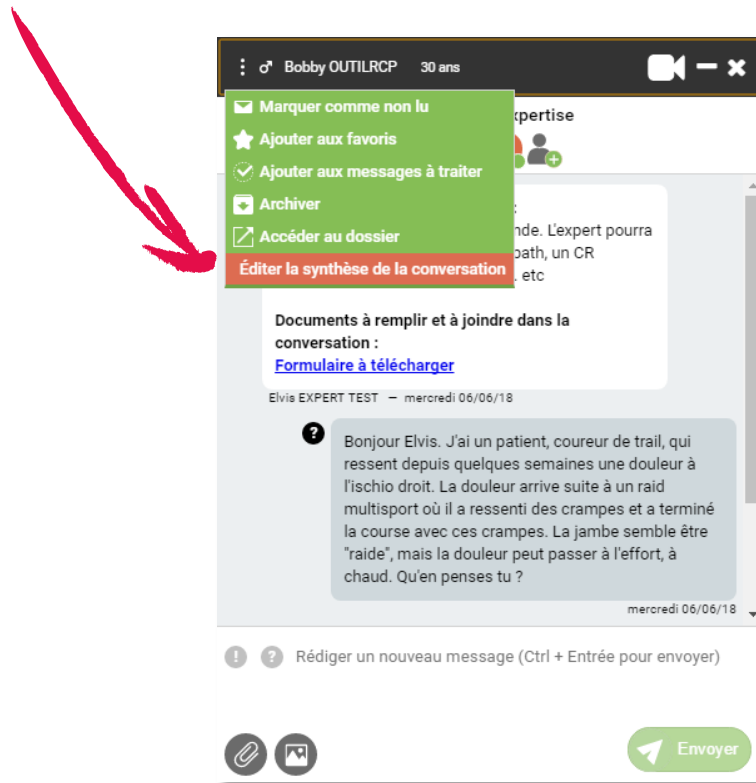 Bobby OUTILRCP 30 ans
Marquer comme non lu
Ajouter aux favoris
Ajouter aux messages à traiter
Archiver
Accéder au dossier
Éditer la synthèse de la conversation
:
L'expert pourra
un CR
etc
Documents à remplir et à joindre dans la
conversation :
Formulaire à télécharger
Elvis EXPERT TEST — mercredi 06/06/18
?
Bonjour Elvis. J'ai un patient, coureur de trail, qui
ressent depuis quelques semaines une douleur à
l'ischio droit. La douleur arrive suite à un raid
multisport où il a ressenti des crampes et a terminé
la course avec ces crampes. La jambe semble être
"raide", mais la douleur peut passer à l'effort, à
chaud. Qu'en penses tu ?
mercredi 06/06/18
! ? Rédiger un nouveau message (Ctrl + Entrée pour envoyer)
Envoyer